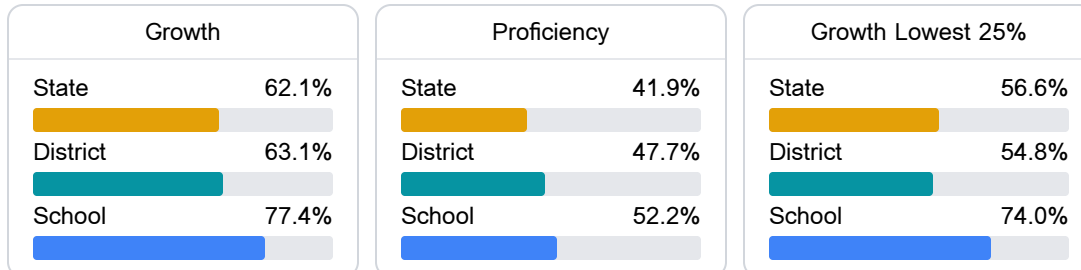 Growth
State 62.1%
District 63.1%
School 77.4%
Proficiency
State 41.9%
District 47.7%
School 52.2%
Growth Lowest 25%
State 56.6%
District 54.8%
School 74.0%